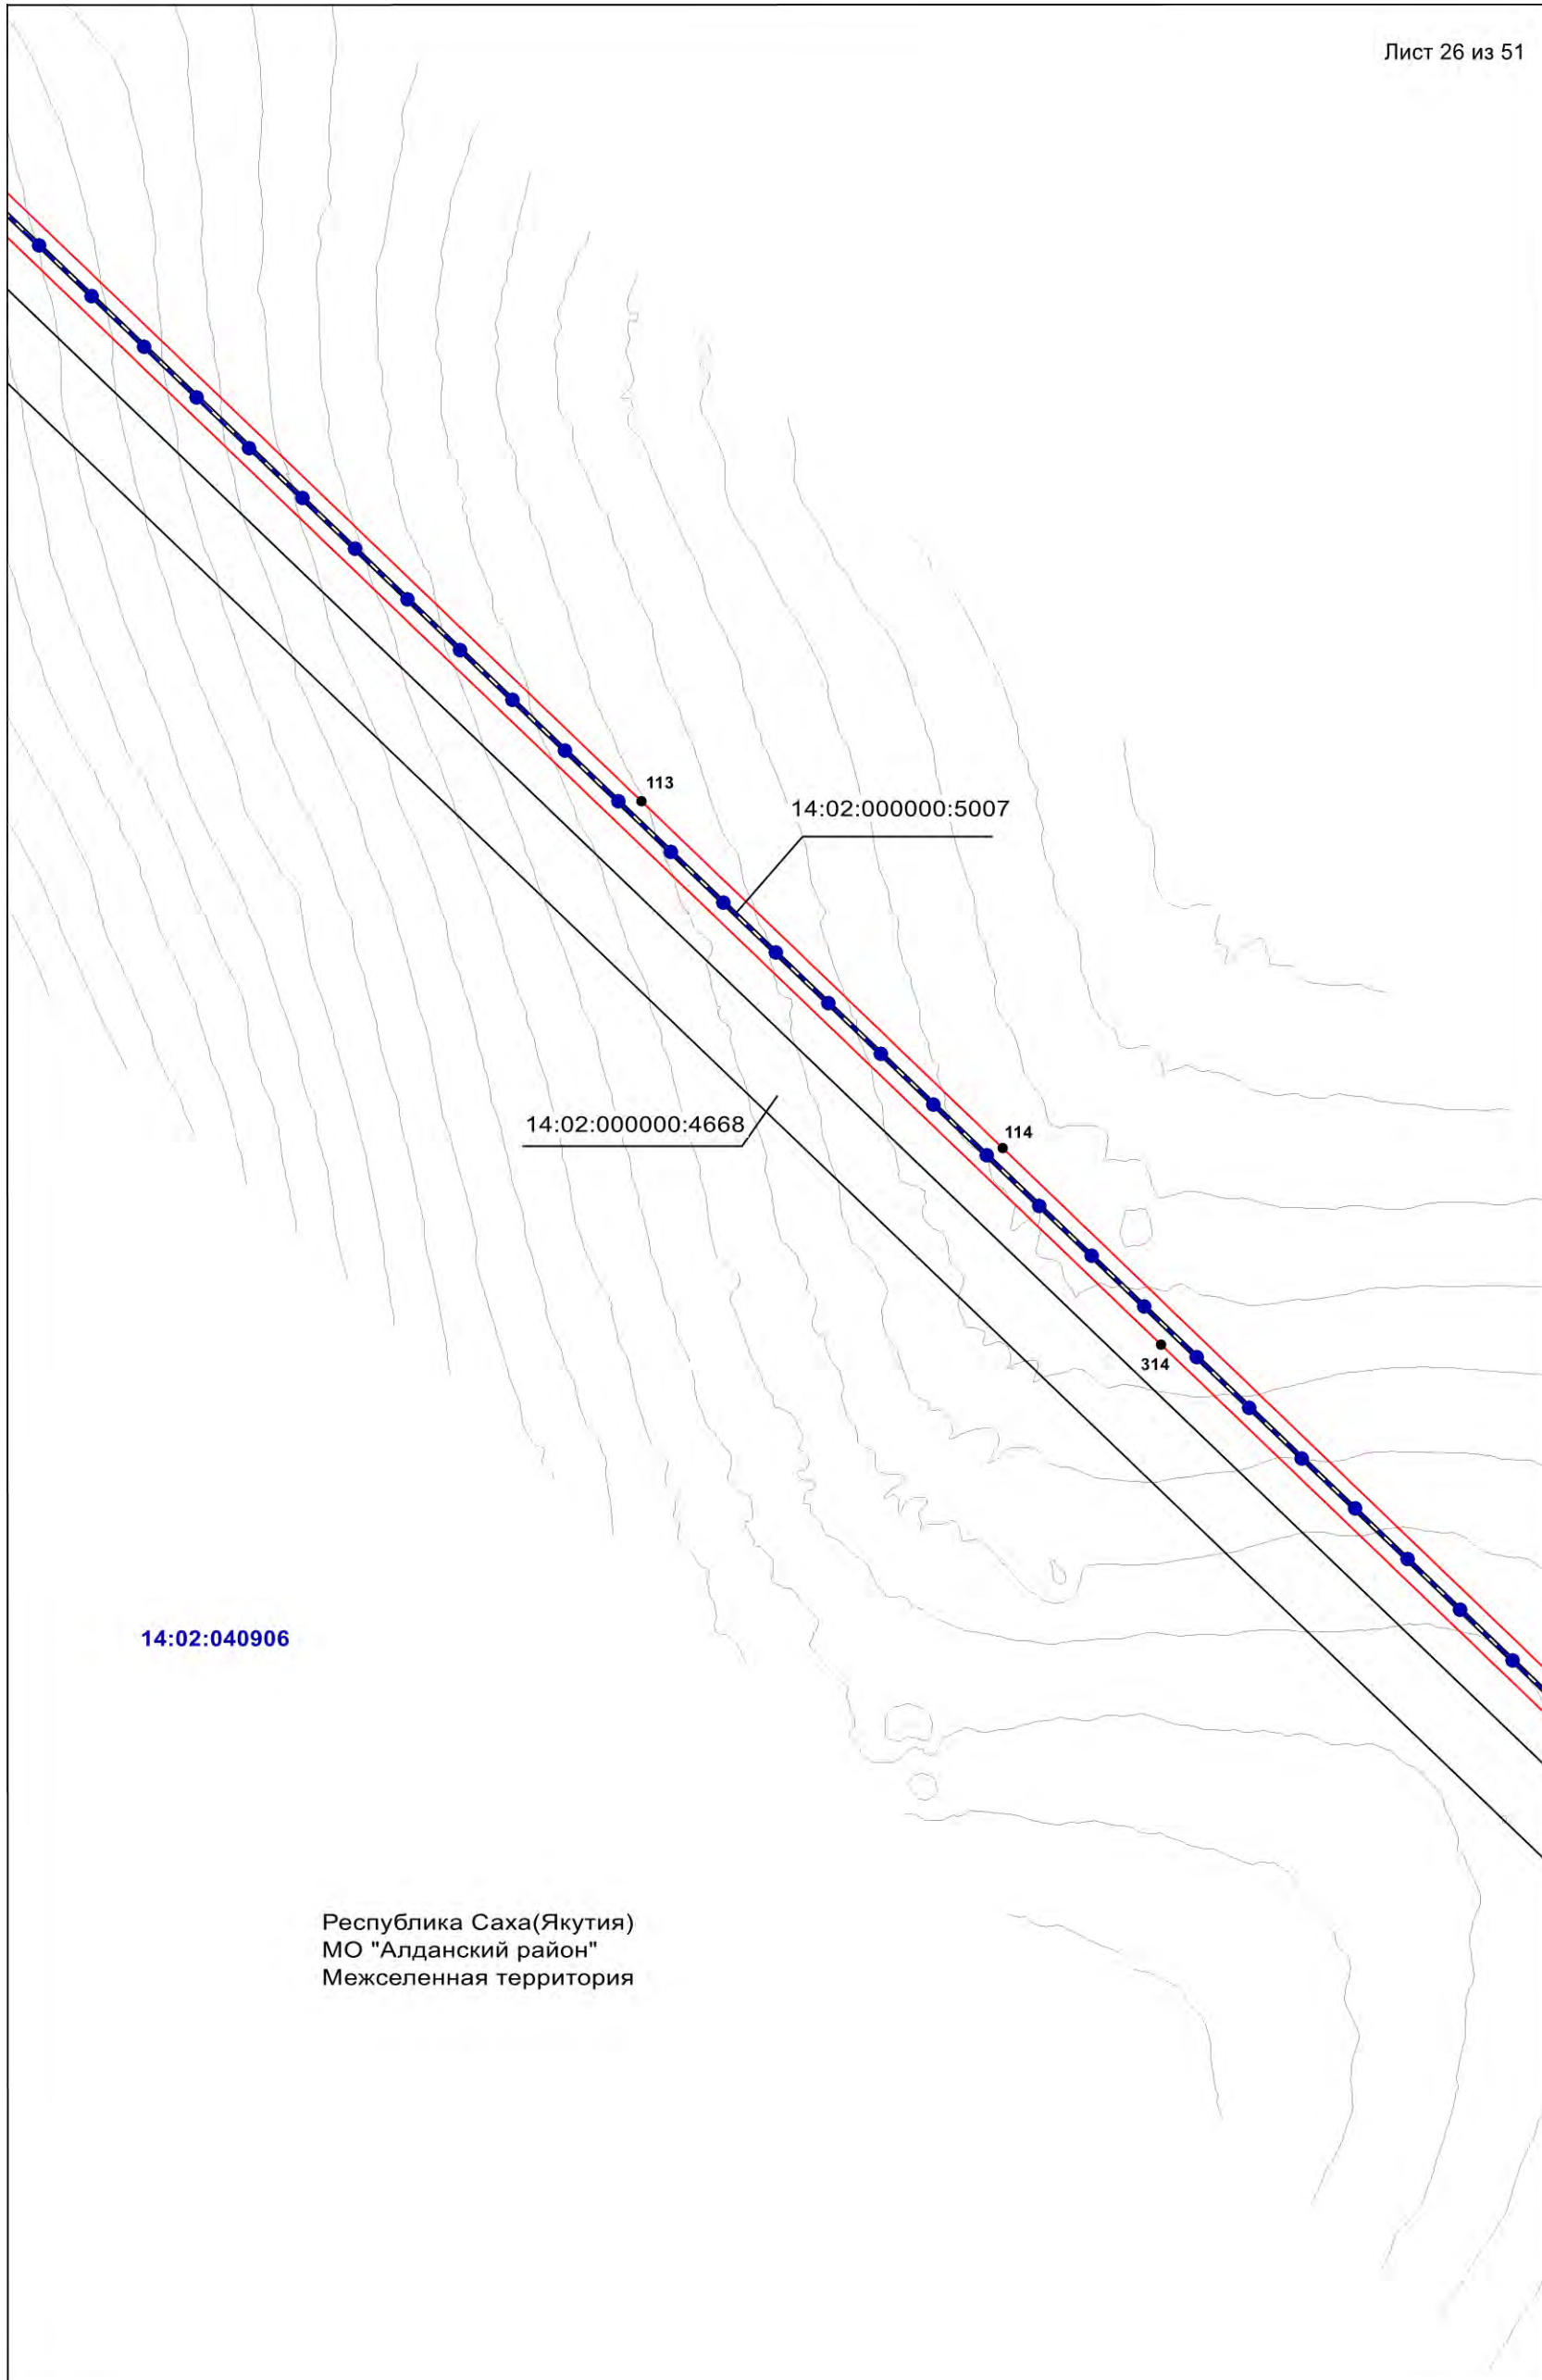 Лист 26 из 51
113
14:02:000000:5007
14:02:000000:4668
114
314
14:02:040906
Республика Саха(Якутия)
МО "Алданский район"
Межселенная территория